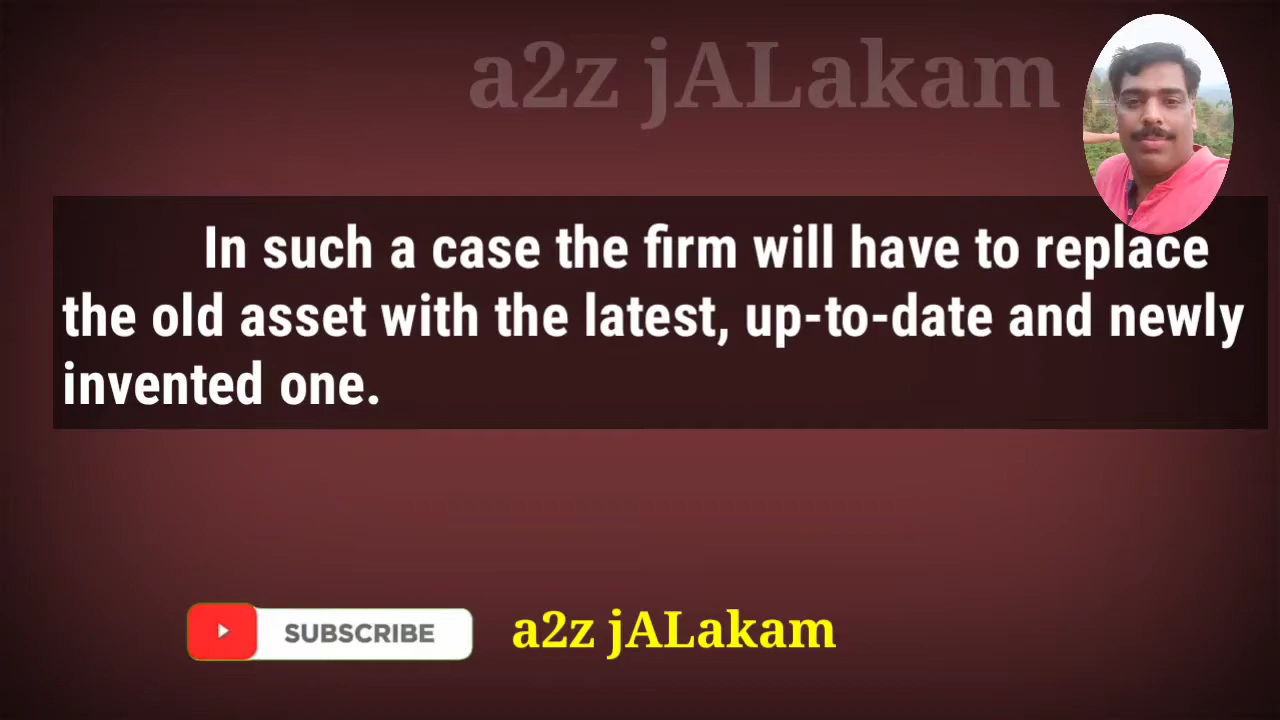 a2z jALakam
In such a case the firm will have to replace
the old asset with the latest, up-to-date and newly
invented one.
SUBSCRIBE
a2z jALakam